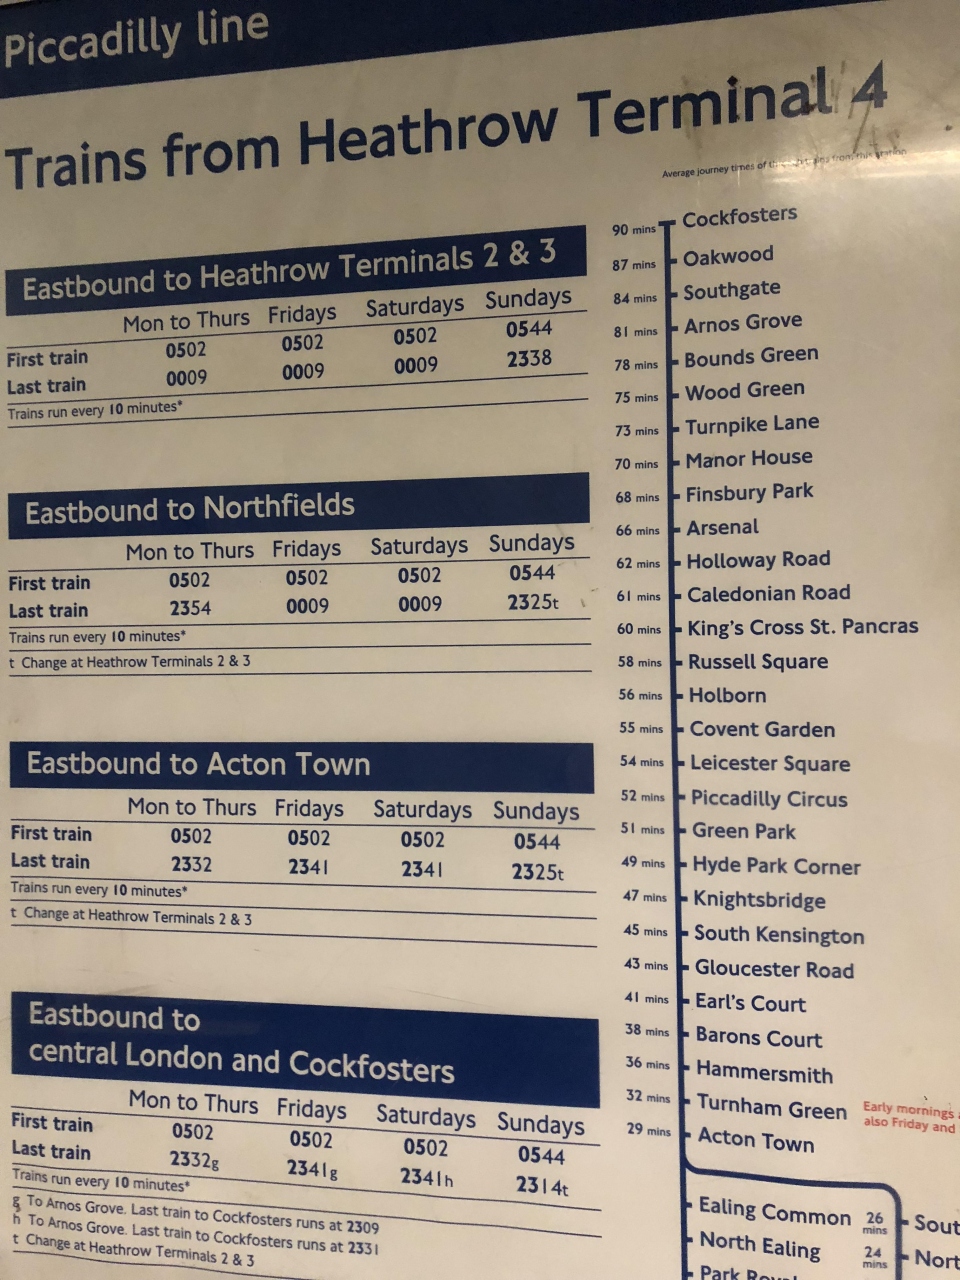 Piccadilly line
Trains from Heathrow Terminal 4
Average journey times of trains from this station
Eastbound to Heathrow Terminals 2 & 3
Mon to Thurs Fridays Saturdays Sundays
First train 0502 0502 0502 0544
Last train 0009 0009 0009 2338
Trains run every 10 minutes*
Eastbound to Northfields
Mon to Thurs Fridays Saturdays Sundays
First train 0502 0502 0502 0544
Last train 2354 0009 0009 2325t
Trains run every 10 minutes*
t Change at Heathrow Terminals 2 & 3
Eastbound to Acton Town
Mon to Thurs Fridays Saturdays Sundays
First train 0502 0502 0502 0544
Last train 2332 2341 2341 2325t
Trains run every 10 minutes*
t Change at Heathrow Terminals 2 & 3
Eastbound to
central London and Cockfosters
Mon to Thurs Fridays Saturdays Sundays
First train 0502 0502 0502 0544
Last train 2332g 2341g 2341h 2314t
Trains run every 10 minutes*
g To Arnos Grove. Last train to Cockfosters runs at 2309
h To Arnos Grove. Last train to Cockfosters runs at 2331
t Change at Heathrow Terminals 2 & 3
90 mins Cockfosters
87 mins Oakwood
84 mins Southgate
81 mins Arnos Grove
78 mins Bounds Green
75 mins Wood Green
73 mins Turnpike Lane
70 mins Manor House
68 mins Finsbury Park
66 mins Arsenal
62 mins Holloway Road
61 mins Caledonian Road
60 mins King's Cross St. Pancras
58 mins Russell Square
56 mins Holborn
55 mins Covent Garden
54 mins Leicester Square
52 mins Piccadilly Circus
51 mins Green Park
49 mins Hyde Park Corner
47 mins Knightsbridge
45 mins South Kensington
43 mins Gloucester Road
41 mins Earl's Court
38 mins Barons Court
36 mins Hammersmith
32 mins Turnham Green Early mornings
also Friday and
29 mins Acton Town
Ealing Common 26 mins Sout
North Ealing 24 mins Nort
Park Roy